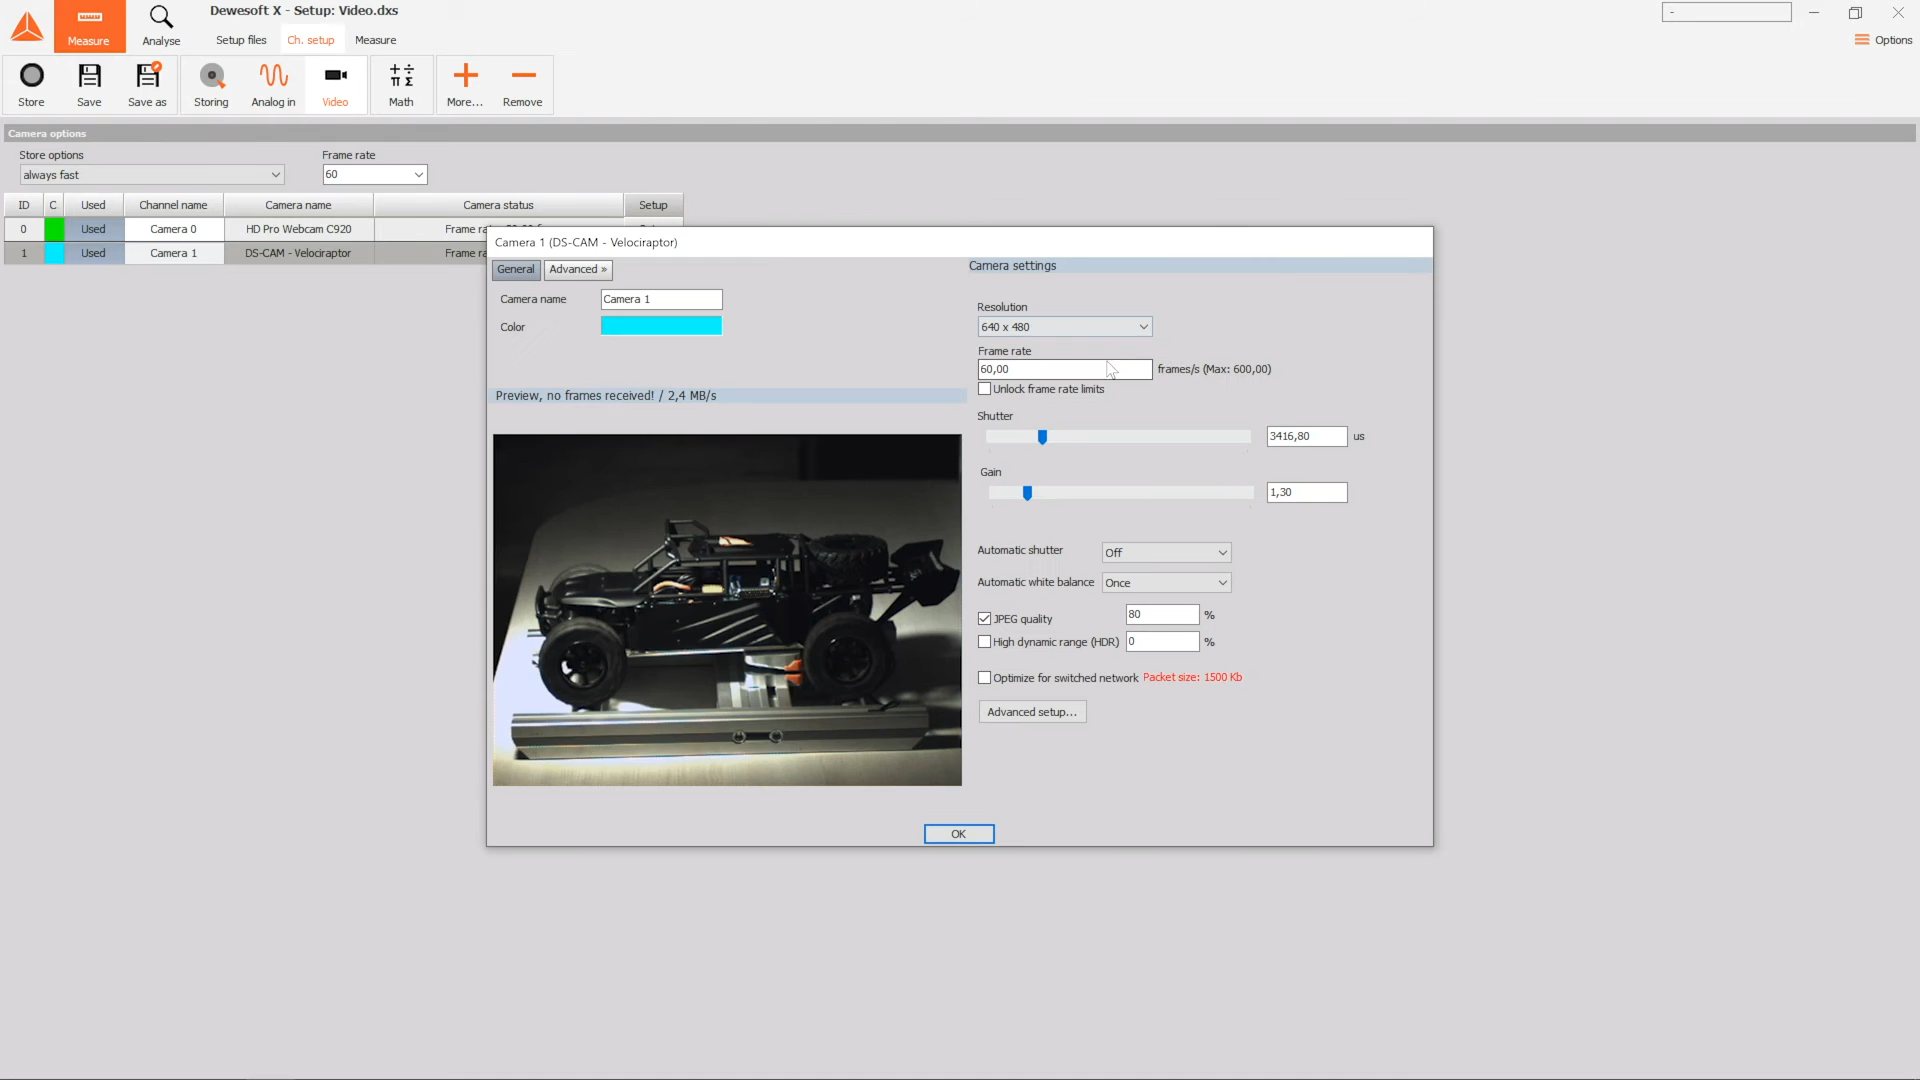 Dewesoft X - Setup: Video.dxs
-
Measure
Analyse
Setup files
Ch. setup
Measure
Options
Store
Save
Save as
Storing
Analog in
Video
Math
More...
Remove
Camera options
Store options
Frame rate
always fast
60
ID
C
Used
Channel name
Camera name
Camera status
Setup
0
Used
Camera 0
HD Pro Webcam C920
1
Used
Camera 1
DS-CAM - Velociraptor
Camera 1 (DS-CAM - Velociraptor)
General
Advanced »
Camera settings
Camera name
Camera 1
Color
Resolution
640 x 480
Frame rate
60,00
frames/s (Max: 600,00)
Unlock frame rate limits
Preview, no frames received! / 2,4 MB/s
Shutter
3416,80
us
Gain
1,30
Automatic shutter
Off
Automatic white balance
Once
JPEG quality
80
%
High dynamic range (HDR)
0
%
Optimize for switched network
Packet size: 1500 Kb
Advanced setup...
OK